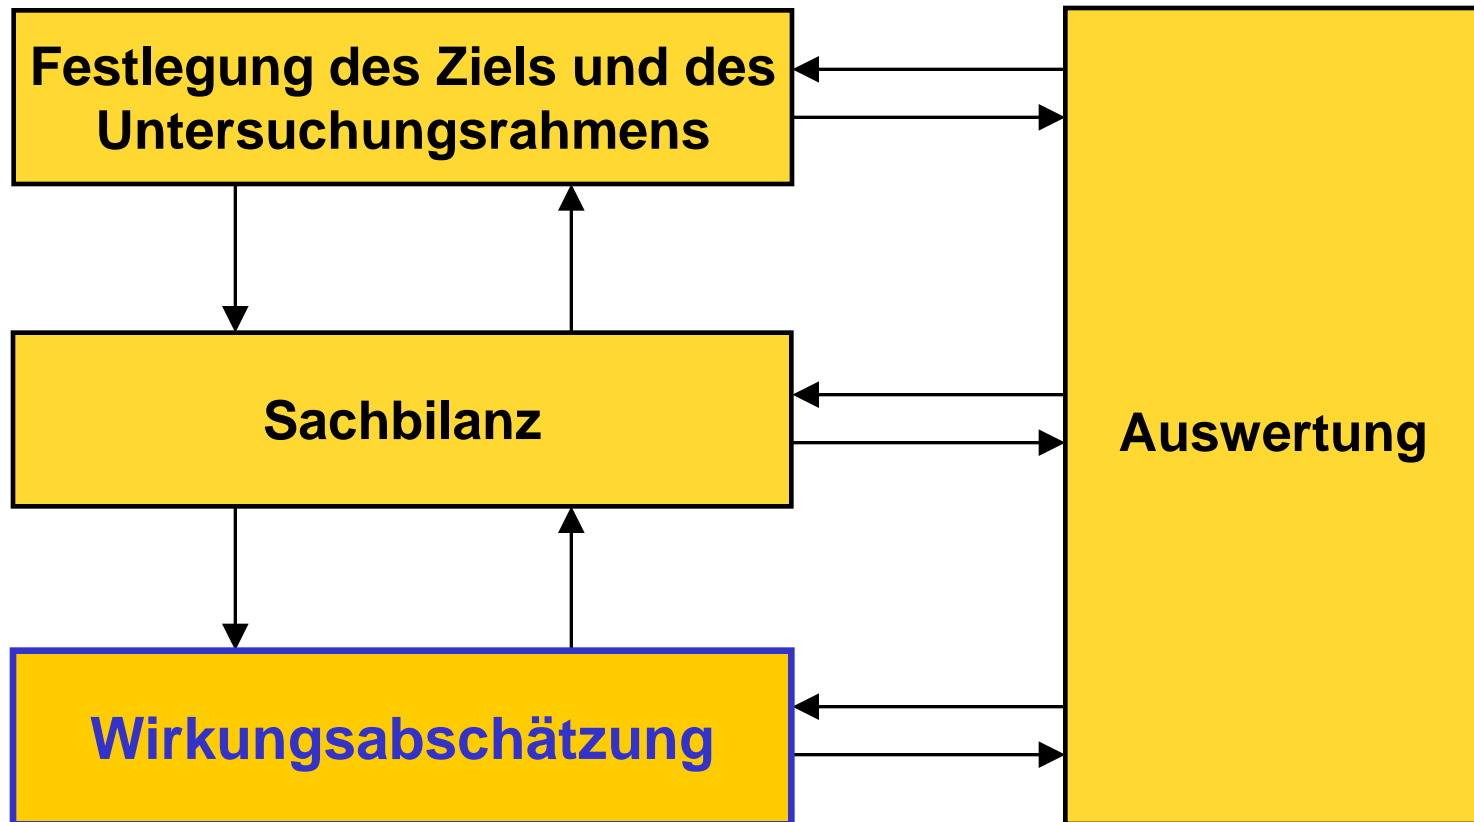 Festlegung des Ziels und des
Untersuchungsrahmens
Sachbilanz
Auswertung
Wirkungsabschätzung